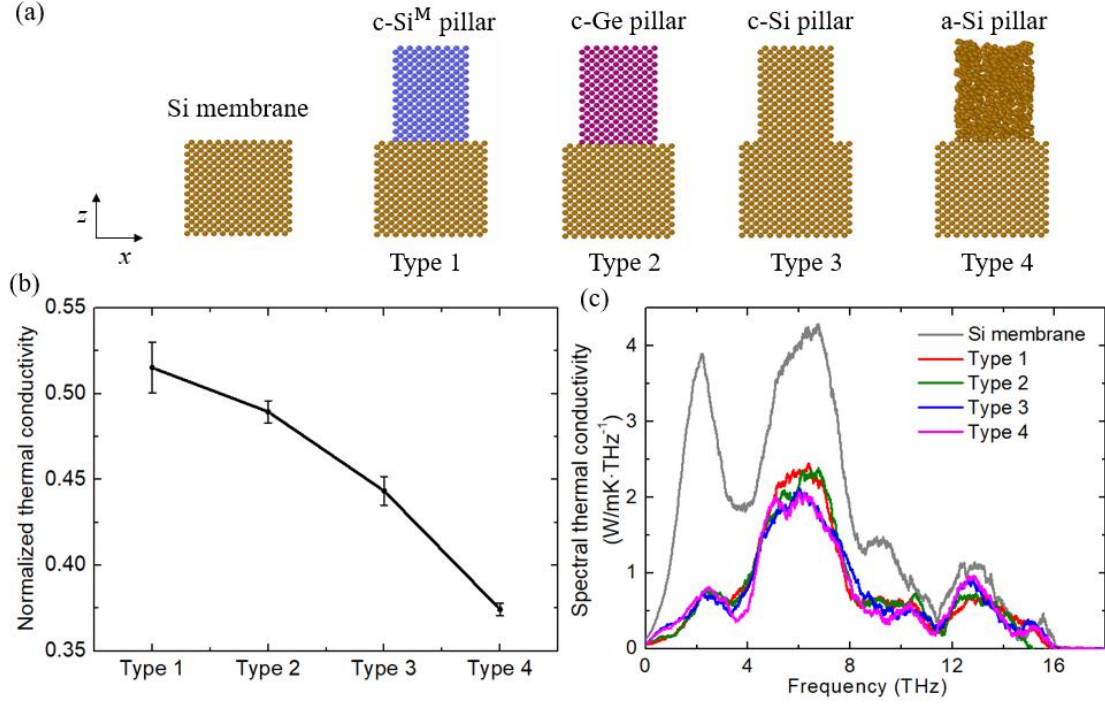 (a)
c-Siᴹ pillar
c-Ge pillar
c-Si pillar
a-Si pillar
Si membrane
z
x
Type 1
Type 2
Type 3
Type 4
(b)
Normalized thermal conductivity
0.55
0.50
0.45
0.40
0.35
Type 1
Type 2
Type 3
Type 4
(c)
Spectral thermal conductivity
(W/mK·THz⁻¹)
4
3
2
1
0
0
4
8
12
16
Frequency (THz)
Si membrane
Type 1
Type 2
Type 3
Type 4